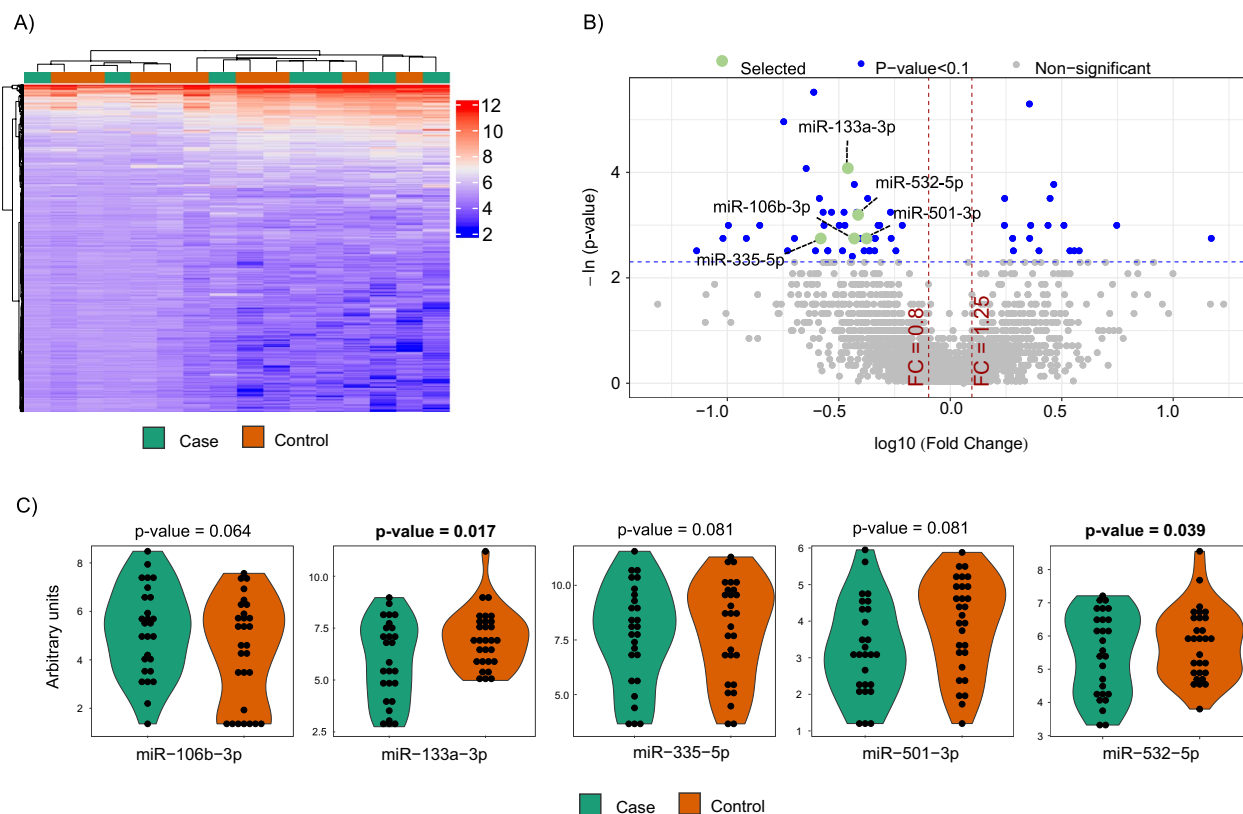 A)
12
10
8
6
4
2
Case
Control
B)
Selected
P−value<0.1
Non−significant
miR−133a−3p
miR−532−5p
miR−106b−3p
miR−501−3p
miR−335−5p
− ln (p−value)
4
2
0
FC = 0.8
FC = 1.25
−1.0
−0.5
0.0
0.5
1.0
log10 (Fold Change)
C)
Arbitrary units
p-value = 0.064
8
6
4
2
miR−106b−3p
p-value = 0.017
10.0
7.5
5.0
2.5
miR−133a−3p
p-value = 0.081
10.0
7.5
5.0
miR−335−5p
p-value = 0.081
6
5
4
3
2
1
miR−501−3p
p-value = 0.039
8
7
6
5
4
3
miR−532−5p
Case
Control